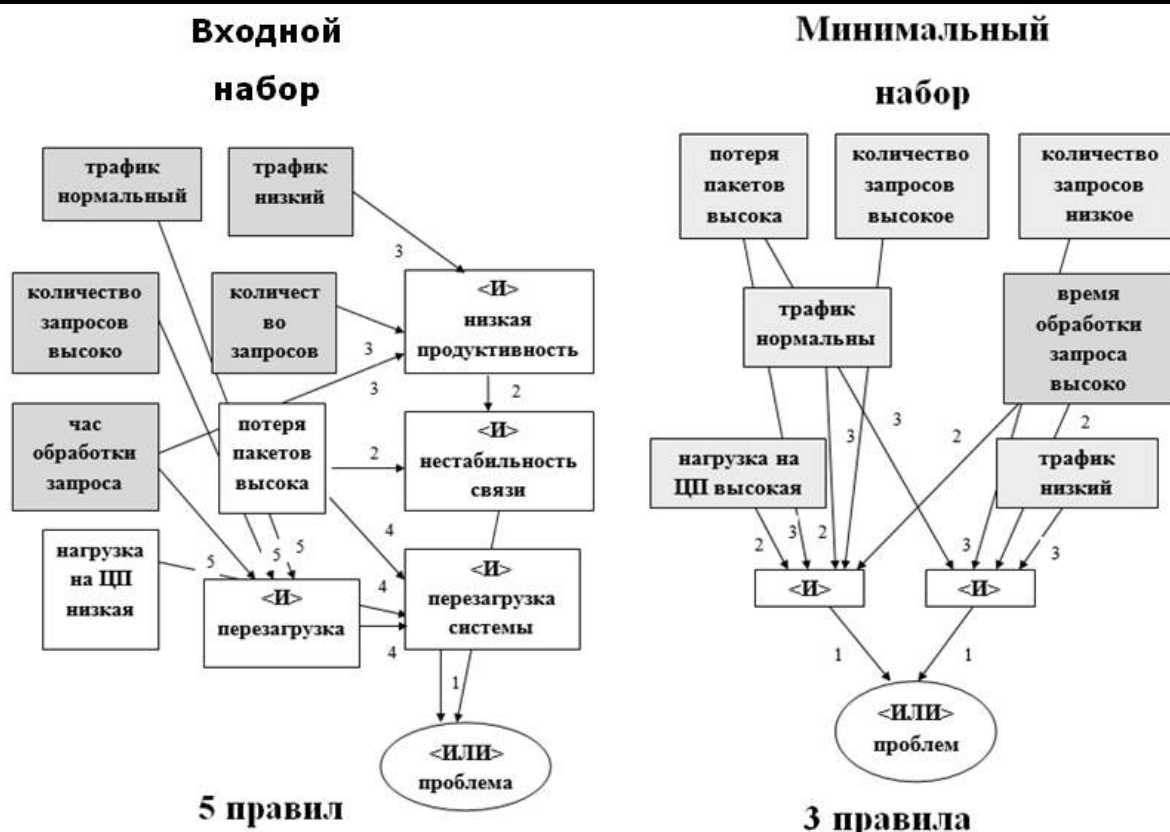 Входной
набор
трафик
нормальный
трафик
низкий
3
количество
запросов
высоко
количест
во
запросов
<И>
низкая
продуктивность
3
3
2
час
обработки
запроса
потеря
пакетов
высока
<И>
нестабильность
связи
2
4
нагрузка
на ЦП
низкая
5
5
5
<И>
перезагрузка
4
4
<И>
перезагрузка
системы
1
<ИЛИ>
проблема
5 правил
Минимальный
набор
потеря
пакетов
высока
количество
запросов
высокое
количество
запросов
низкое
трафик
нормальны
время
обработки
запроса
высоко
3
3
2
2
нагрузка на
ЦП высокая
трафик
низкий
2
3
2
3
3
<И>
<И>
1
1
<ИЛИ>
проблем
3 правила